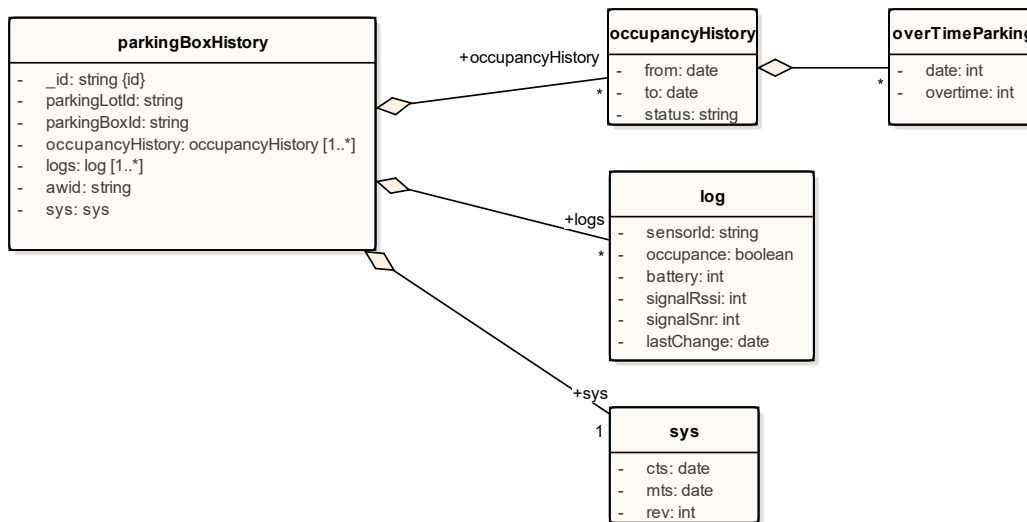 parkingBoxHistory
- _id: string {id}
- parkingLotId: string
- parkingBoxId: string
- occupancyHistory: occupancyHistory [1..*]
- logs: log [1..*]
- awid: string
- sys: sys
+occupancyHistory
*
occupancyHistory
- from: date
- to: date
- status: string
*
overTimeParking
- date: int
- overtime: int
+logs
*
log
- sensorId: string
- occupance: boolean
- battery: int
- signalRssi: int
- signalSnr: int
- lastChange: date
+sys
1
sys
- cts: date
- mts: date
- rev: int